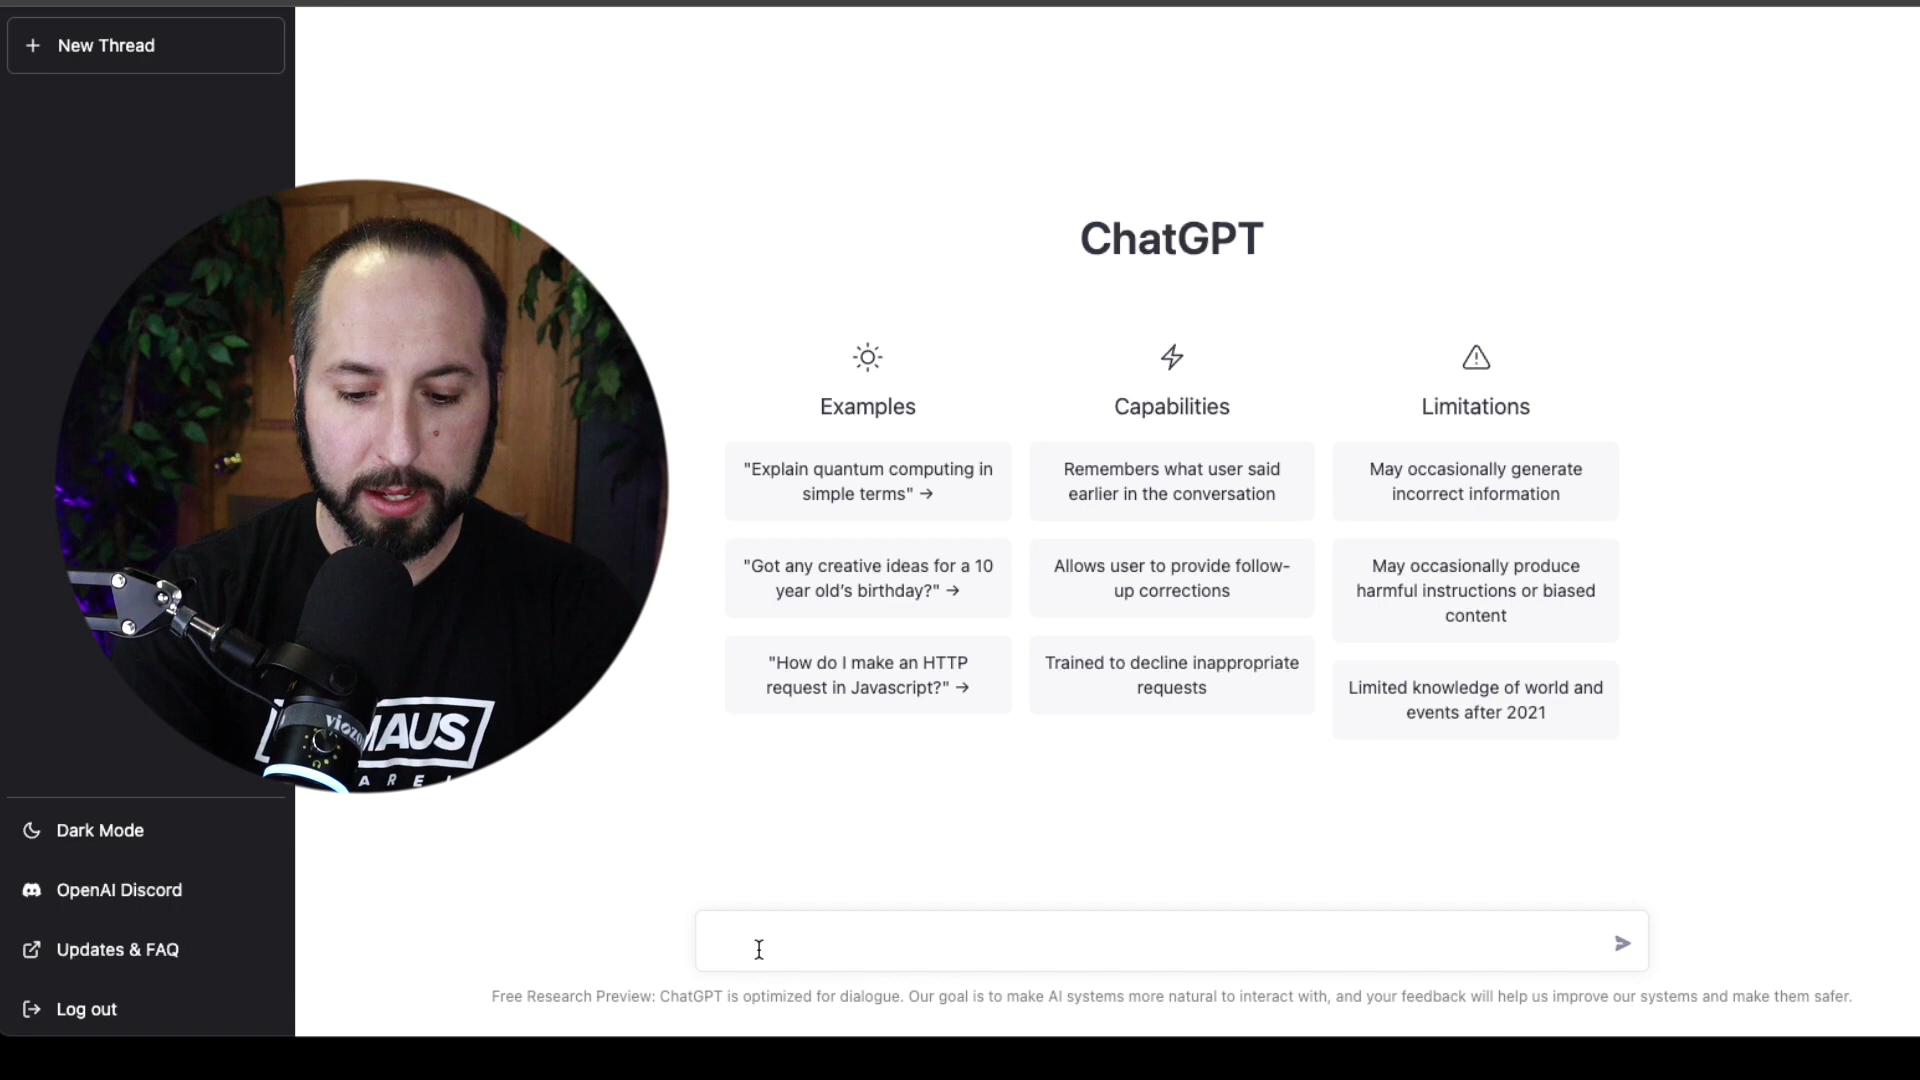 New Thread
ChatGPT
Examples
"Explain quantum computing in
simple terms" →
"Got any creative ideas for a 10
year old's birthday?" →
"How do I make an HTTP
request in Javascript?" →
Capabilities
Remembers what user said
earlier in the conversation
Allows user to provide follow-
up corrections
Trained to decline inappropriate
requests
Limitations
May occasionally generate
incorrect information
May occasionally produce
harmful instructions or biased
content
Limited knowledge of world and
events after 2021
Dark Mode
OpenAI Discord
Updates & FAQ
Log out
Free Research Preview: ChatGPT is optimized for dialogue. Our goal is to make AI systems more natural to interact with, and your feedback will help us improve our systems and make them safer.